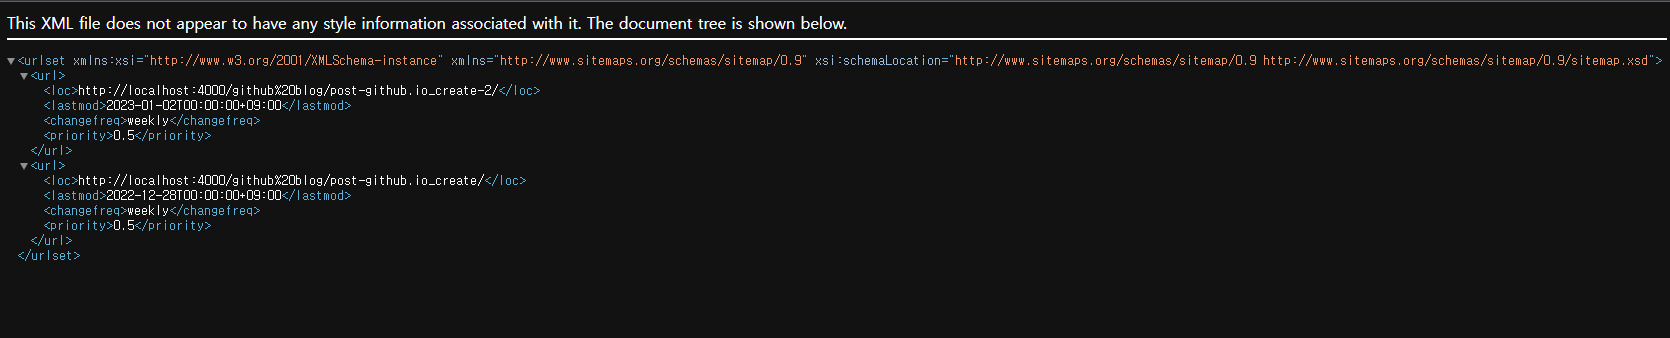 This XML file does not appear to have any style information associated with it. The document tree is shown below.
▼<urlset xmlns:xsi="http://www.w3.org/2001/XMLSchema-instance" xmlns="http://www.sitemaps.org/schemas/sitemap/0.9" xsi:schemaLocation="http://www.sitemaps.org/schemas/sitemap/0.9 http://www.sitemaps.org/schemas/sitemap/0.9/sitemap.xsd">
▼<url>
<loc>http://localhost:4000/github%20blog/post-github.io_create-2/</loc>
<lastmod>2023-01-02T00:00:00+09:00</lastmod>
<changefreq>weekly</changefreq>
<priority>0.5</priority>
</url>
▼<url>
<loc>http://localhost:4000/github%20blog/post-github.io_create/</loc>
<lastmod>2022-12-28T00:00:00+09:00</lastmod>
<changefreq>weekly</changefreq>
<priority>0.5</priority>
</url>
</urlset>